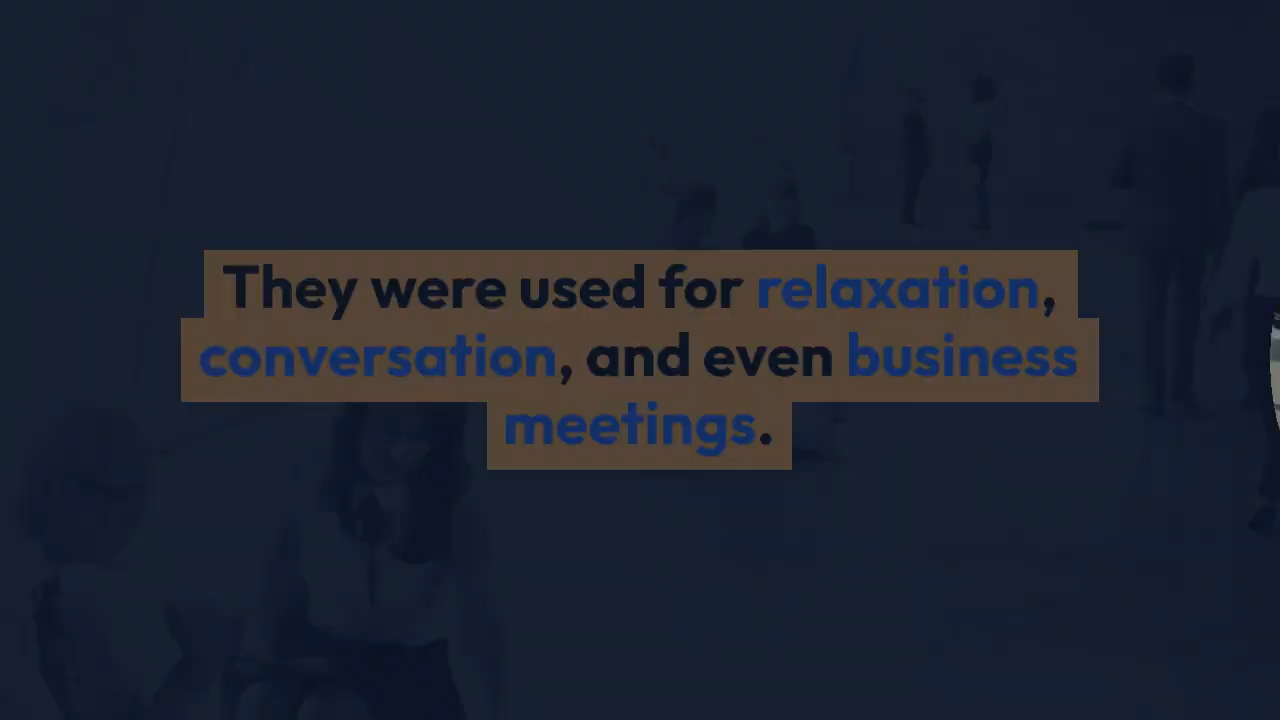 They were used for relaxation,
conversation, and even business
meetings.